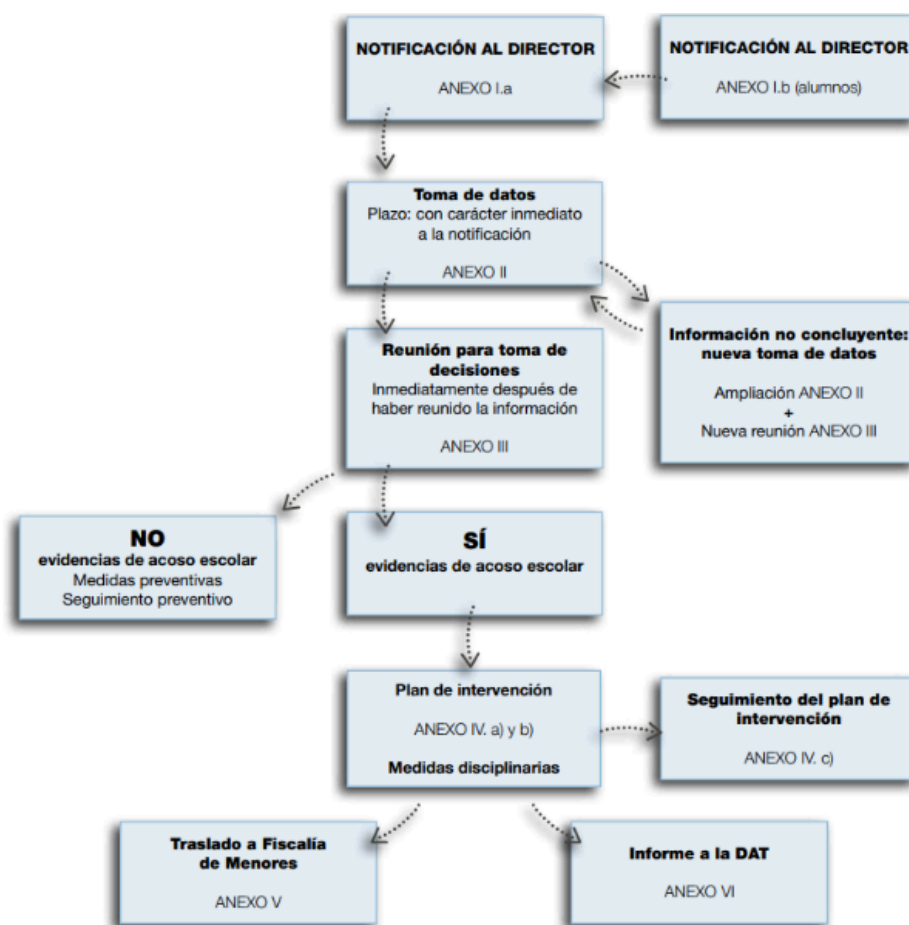 NOTIFICACIÓN AL DIRECTOR
ANEXO I.a
NOTIFICACIÓN AL DIRECTOR
ANEXO I.b (alumnos)
Toma de datos
Plazo: con carácter inmediato
a la notificación
ANEXO II
Información no concluyente:
nueva toma de datos
Ampliación ANEXO II
+
Nueva reunión ANEXO III
Reunión para toma de
decisiones
Inmediatamente después de
haber reunido la información
ANEXO III
NO
evidencias de acoso escolar
Medidas preventivas
Seguimiento preventivo
SÍ
evidencias de acoso escolar
Plan de intervención
ANEXO IV. a) y b)
Medidas disciplinarias
Seguimiento del plan de
intervención
ANEXO IV. c)
Traslado a Fiscalía
de Menores
ANEXO V
Informe a la DAT
ANEXO VI